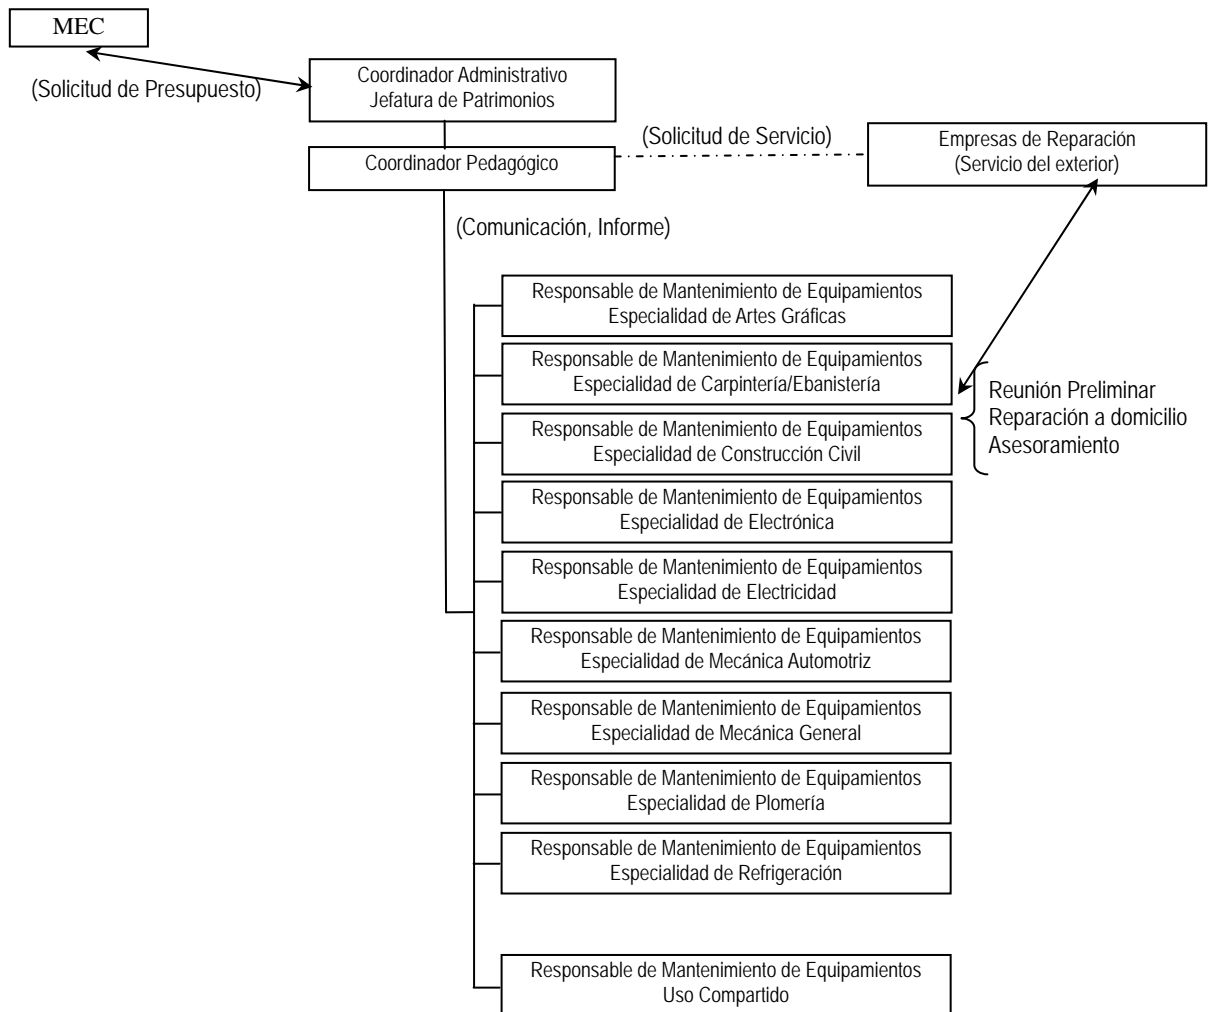 MEC
(Solicitud de Presupuesto)
Coordinador Administrativo
Jefatura de Patrimonios
(Solicitud de Servicio)
Empresas de Reparación
(Servicio del exterior)
Coordinador Pedagógico
(Comunicación, Informe)
Responsable de Mantenimiento de Equipamientos
Especialidad de Artes Gráficas
Responsable de Mantenimiento de Equipamientos
Especialidad de Carpintería/Ebanistería
Reunión Preliminar
Reparación a domicilio
Asesoramiento
Responsable de Mantenimiento de Equipamientos
Especialidad de Construcción Civil
Responsable de Mantenimiento de Equipamientos
Especialidad de Electrónica
Responsable de Mantenimiento de Equipamientos
Especialidad de Electricidad
Responsable de Mantenimiento de Equipamientos
Especialidad de Mecánica Automotriz
Responsable de Mantenimiento de Equipamientos
Especialidad de Mecánica General
Responsable de Mantenimiento de Equipamientos
Especialidad de Plomería
Responsable de Mantenimiento de Equipamientos
Especialidad de Refrigeración
Responsable de Mantenimiento de Equipamientos
Uso Compartido